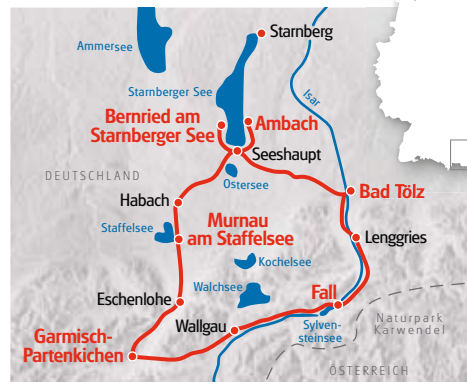 Ammersee
Starnberg
Starnberger See
Isar
Bernried am
Starnberger See
Ambach
Seeshaupt
DEUTSCHLAND
Ostersee
Bad Tölz
Habach
Staffelsee
Murnau
am Staffelsee
Lenggries
Kochelsee
Walchsee
Eschenlohe
Fall
Wallgau
Sylven-
steinsee
Naturpark
Karwendel
Garmisch-
Partenkichen
ÖSTERREICH